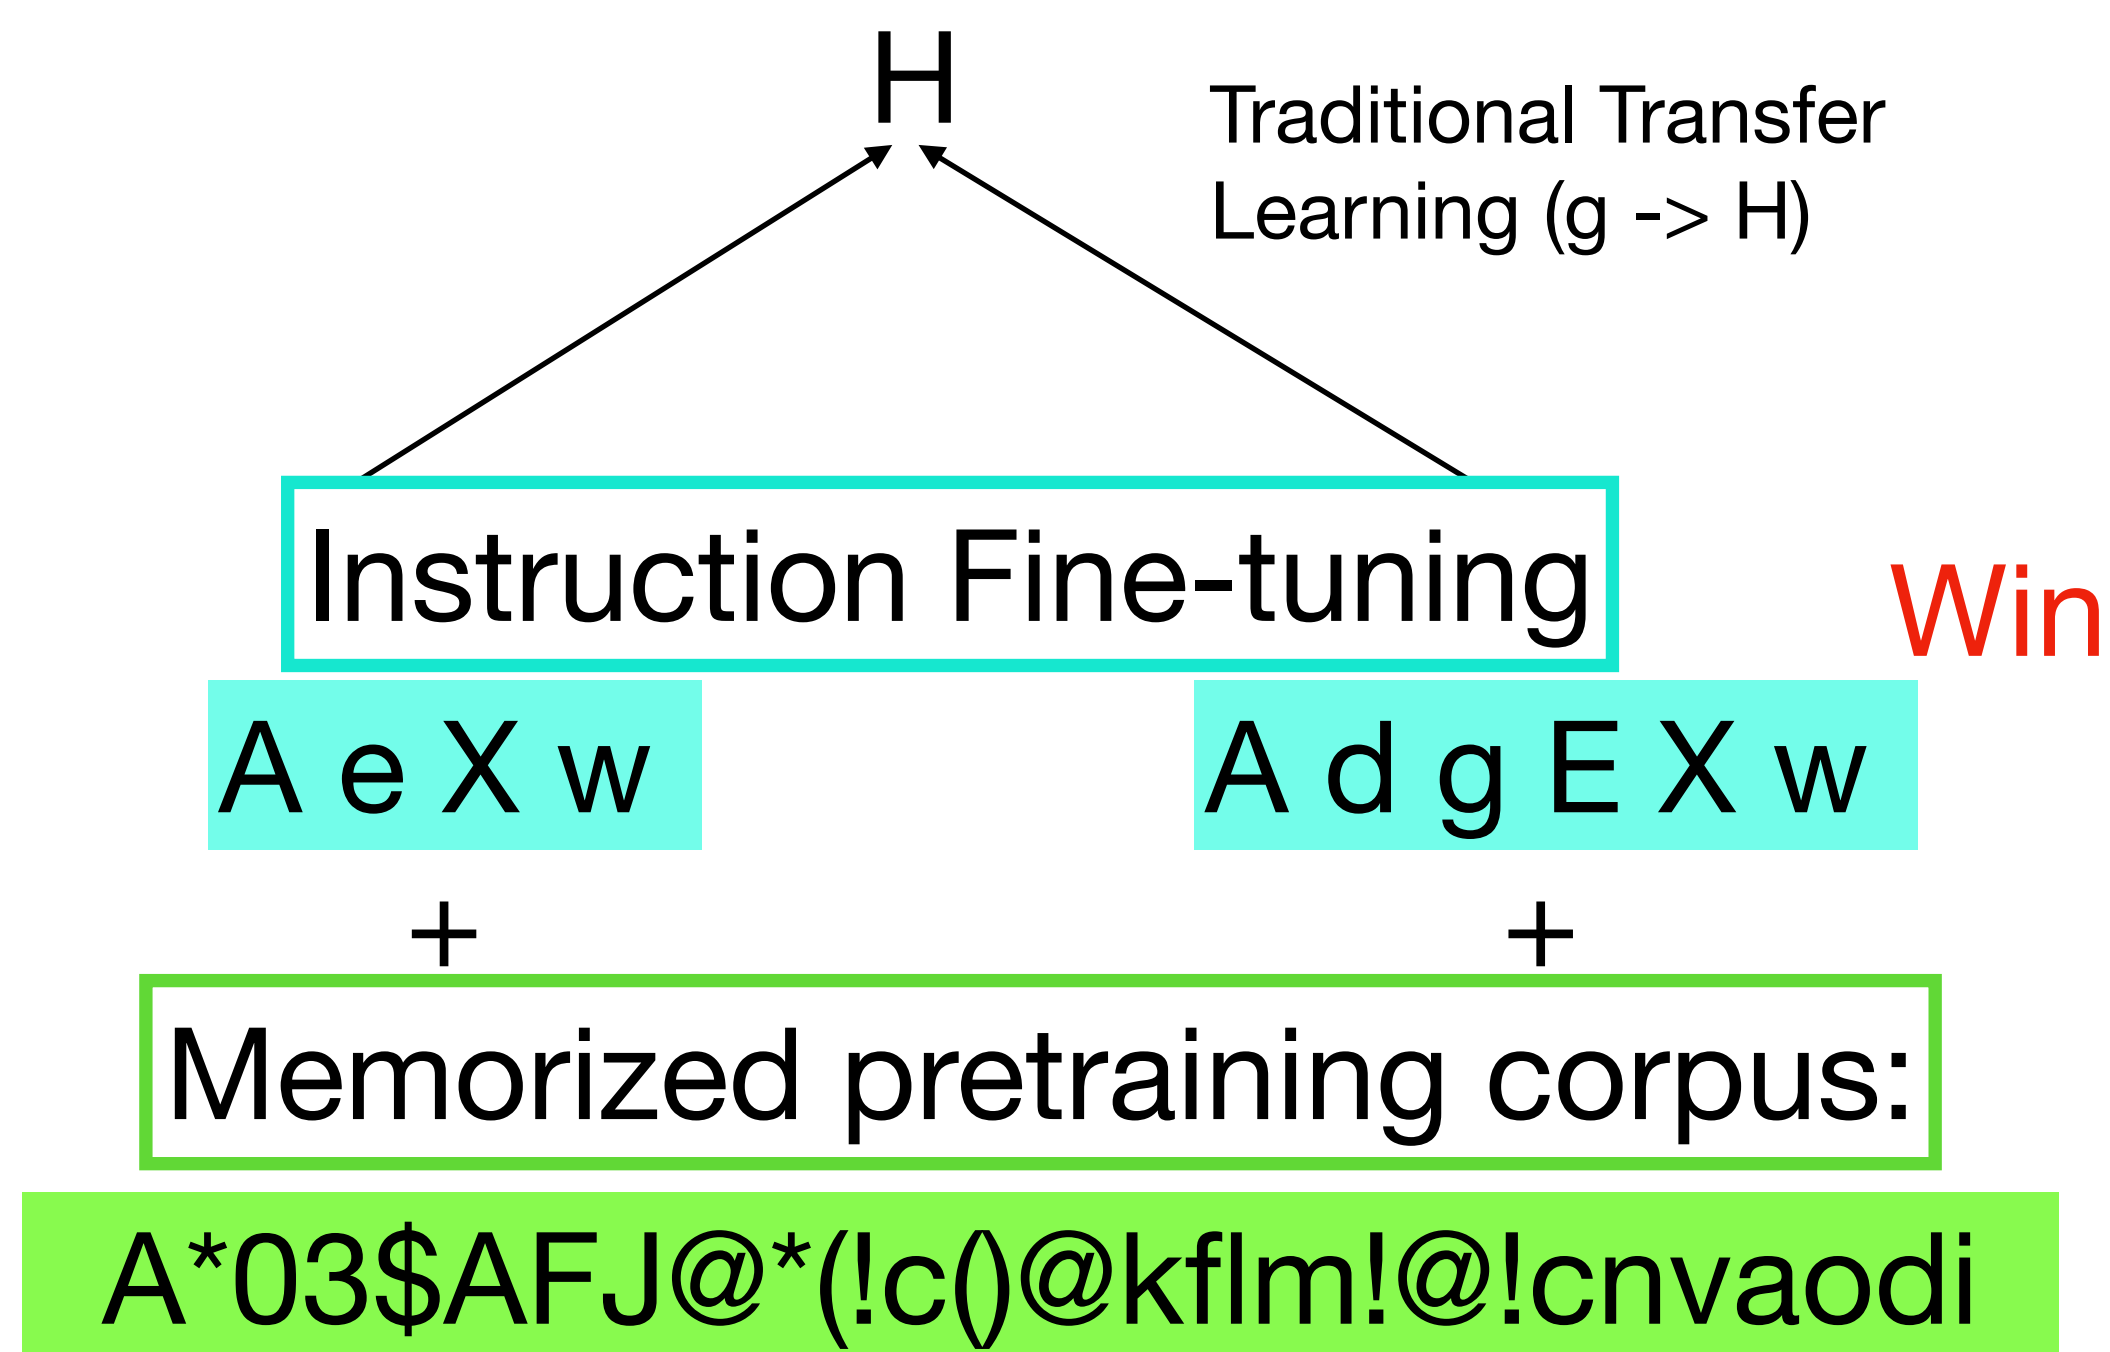 H
Traditional Transfer
Learning (g -> H)
Instruction Fine-tuning
Win
A e X w
A d g E X w
+
+
Memorized pretraining corpus:
A*03$AFJ@*(!c()@kflm!@!cnvaodi